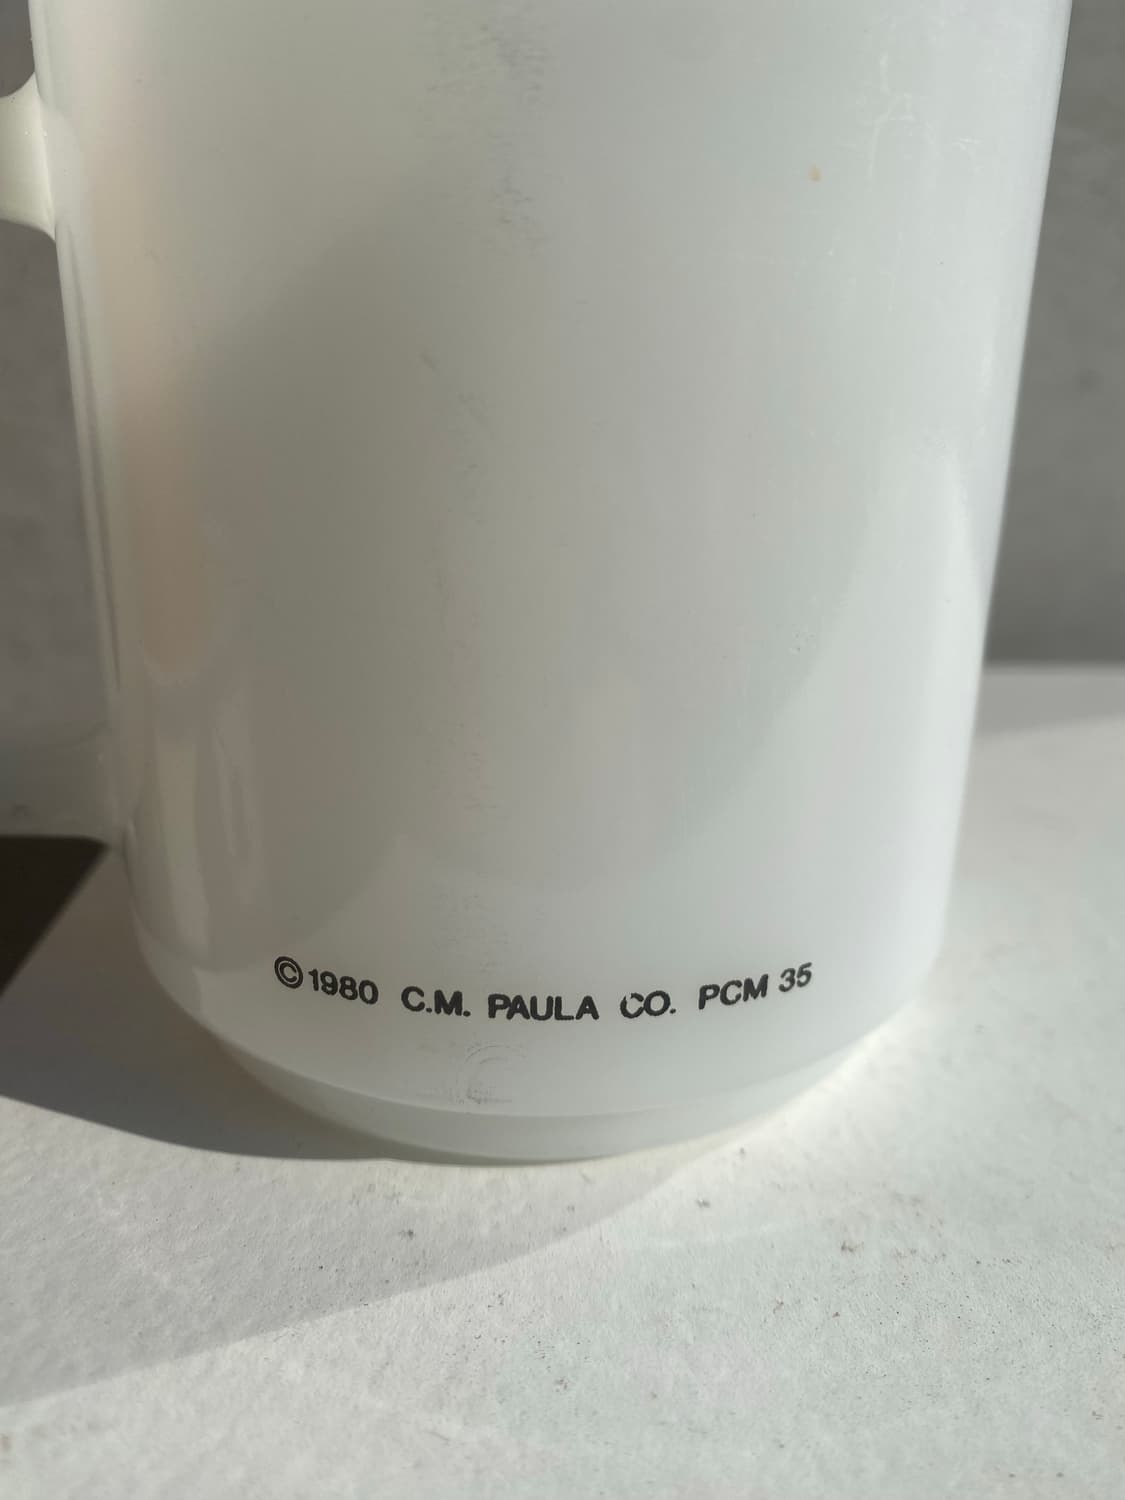 ©1980 C.M. PAULA CO. PCM 35